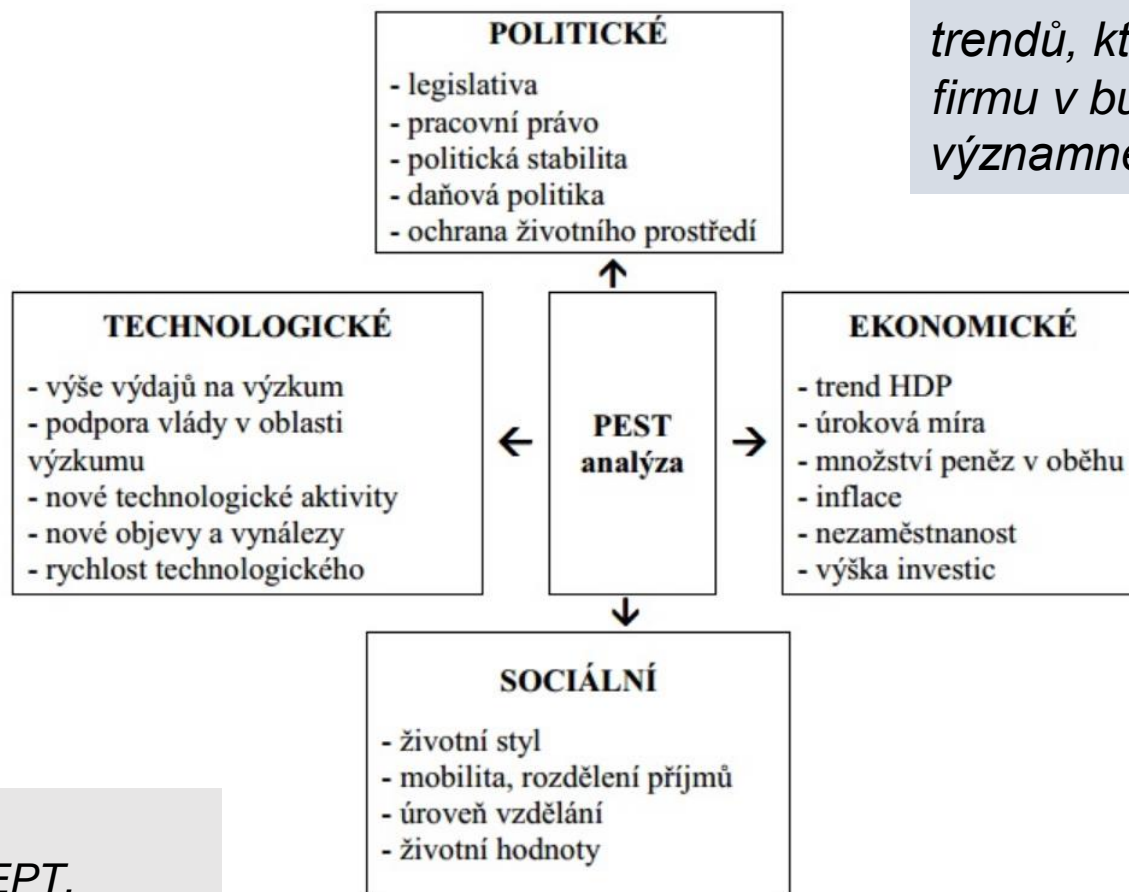 trendů, kt
firmu v bu
významně
POLITICKÉ
- legislativa
- pracovní právo
- politická stabilita
- daňová politika
- ochrana životního prostředí
TECHNOLOGICKÉ
- výše výdajů na výzkum
- podpora vlády v oblasti
výzkumu
- nové technologické aktivity
- nové objevy a vynálezy
- rychlost technologického
PEST
analýza
EKONOMICKÉ
- trend HDP
- úroková míra
- množství peněz v oběhu
- inflace
- nezaměstnanost
- výška investic
SOCIÁLNÍ
- životní styl
- mobilita, rozdělení příjmů
- úroveň vzdělání
- životní hodnoty
EPT.